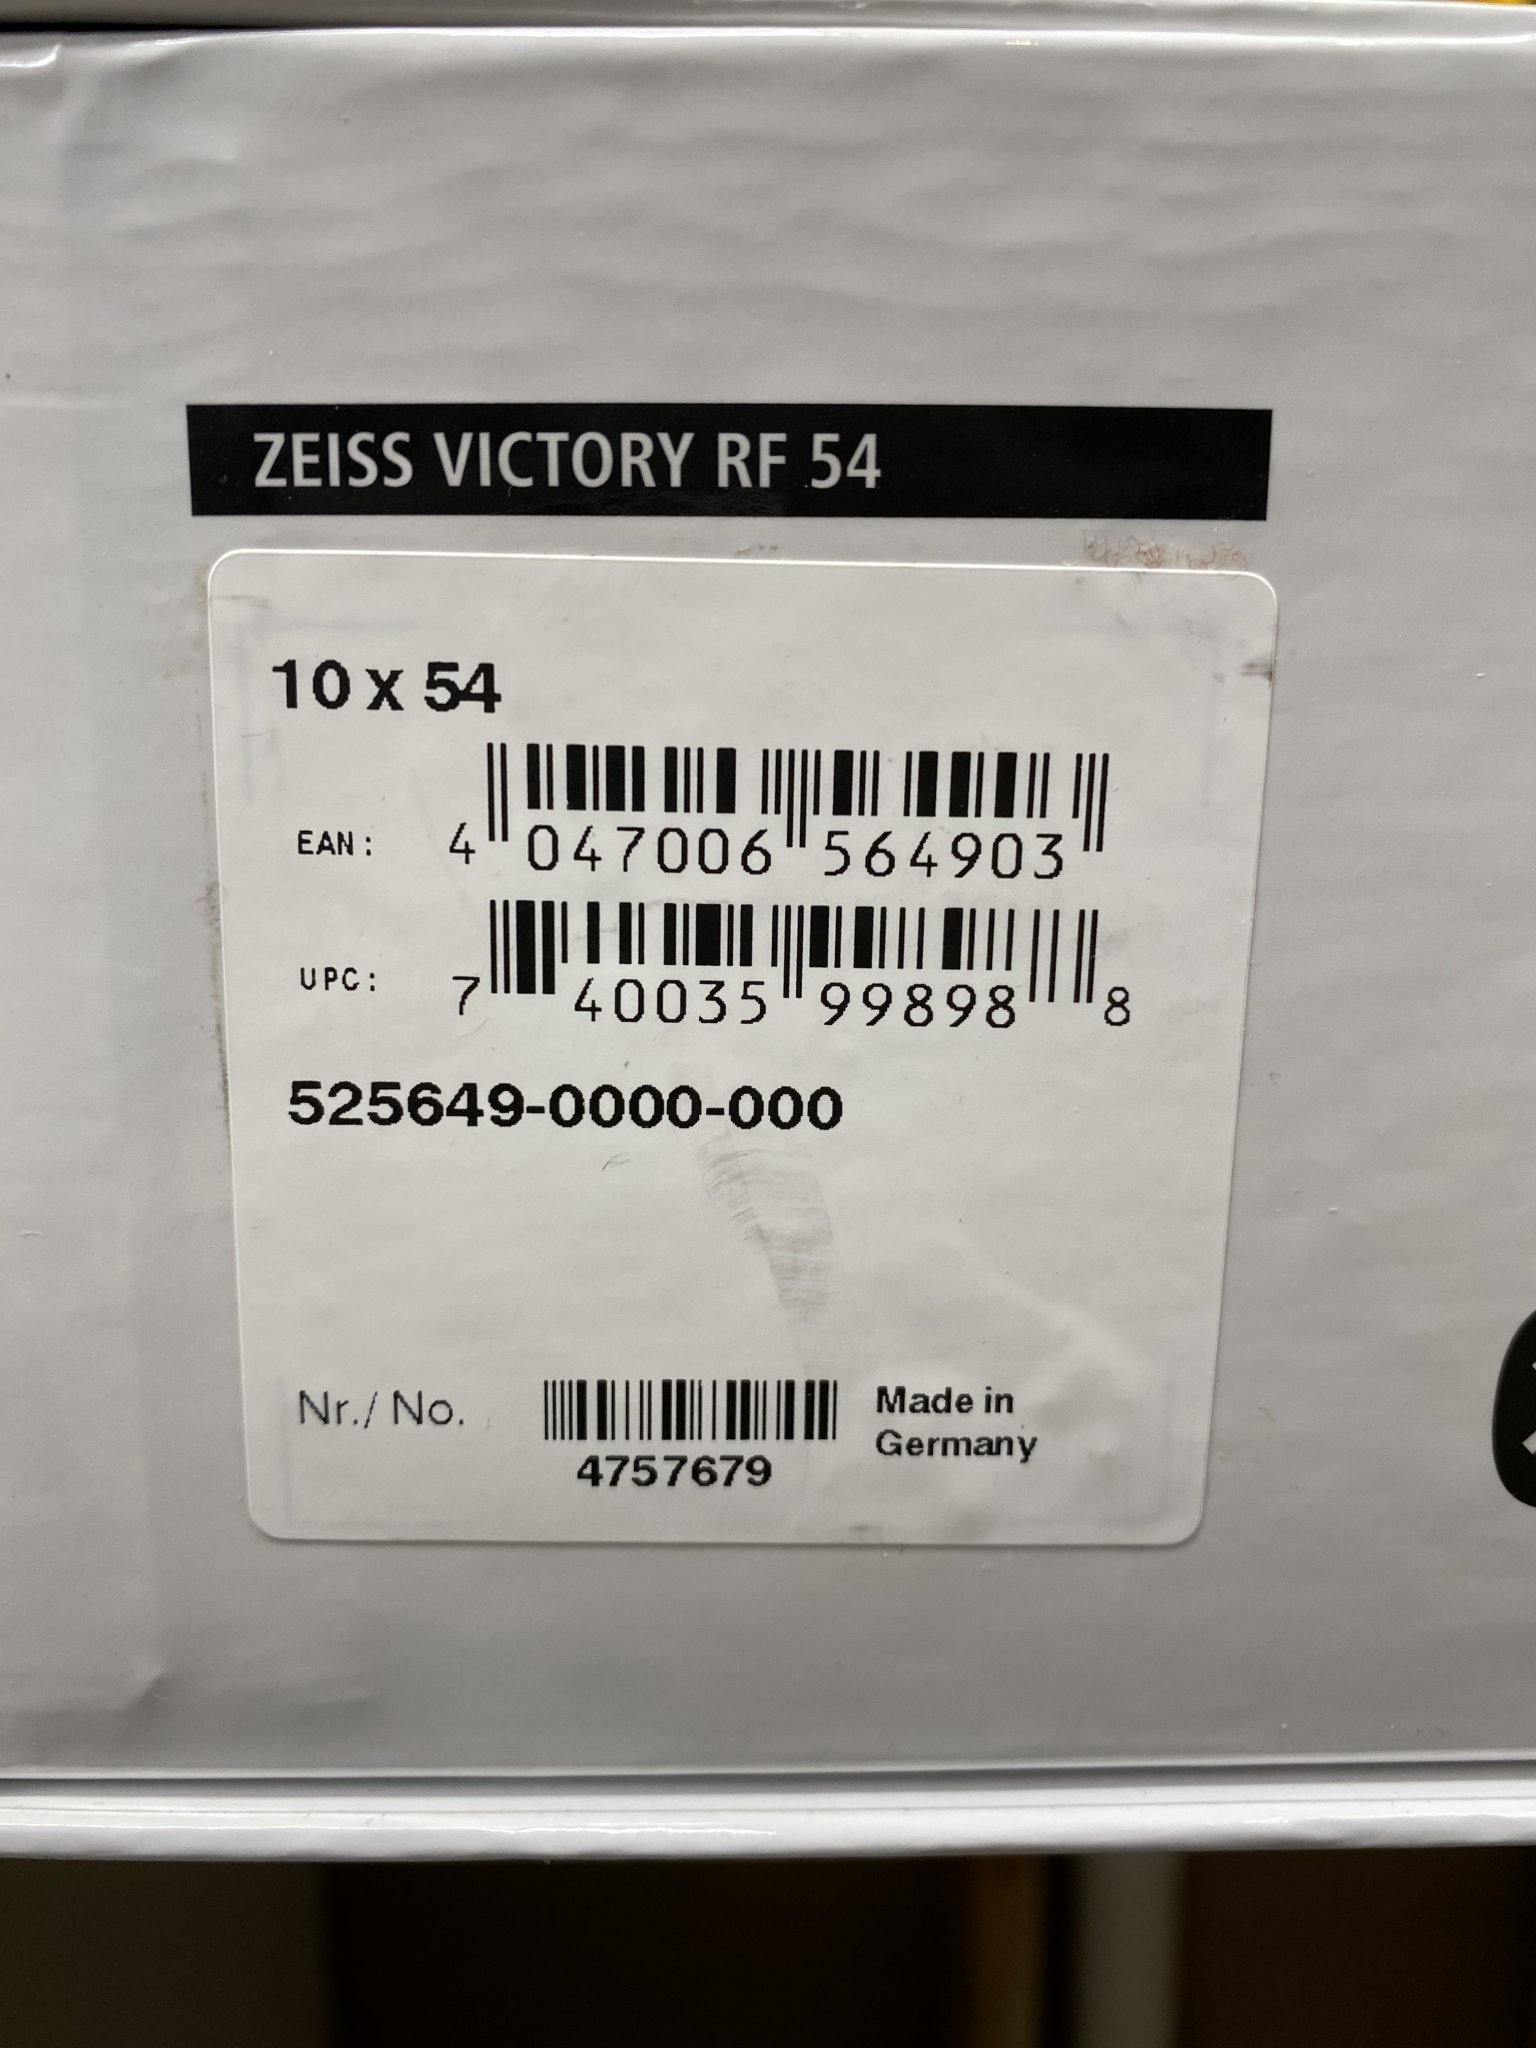 ZEISS VICTORY RF 54
10 x 54
EAN: 4 047006 564903
UPC: 7 40035 99898 8
525649-0000-000
Nr./ No. 4757679
Made in
Germany